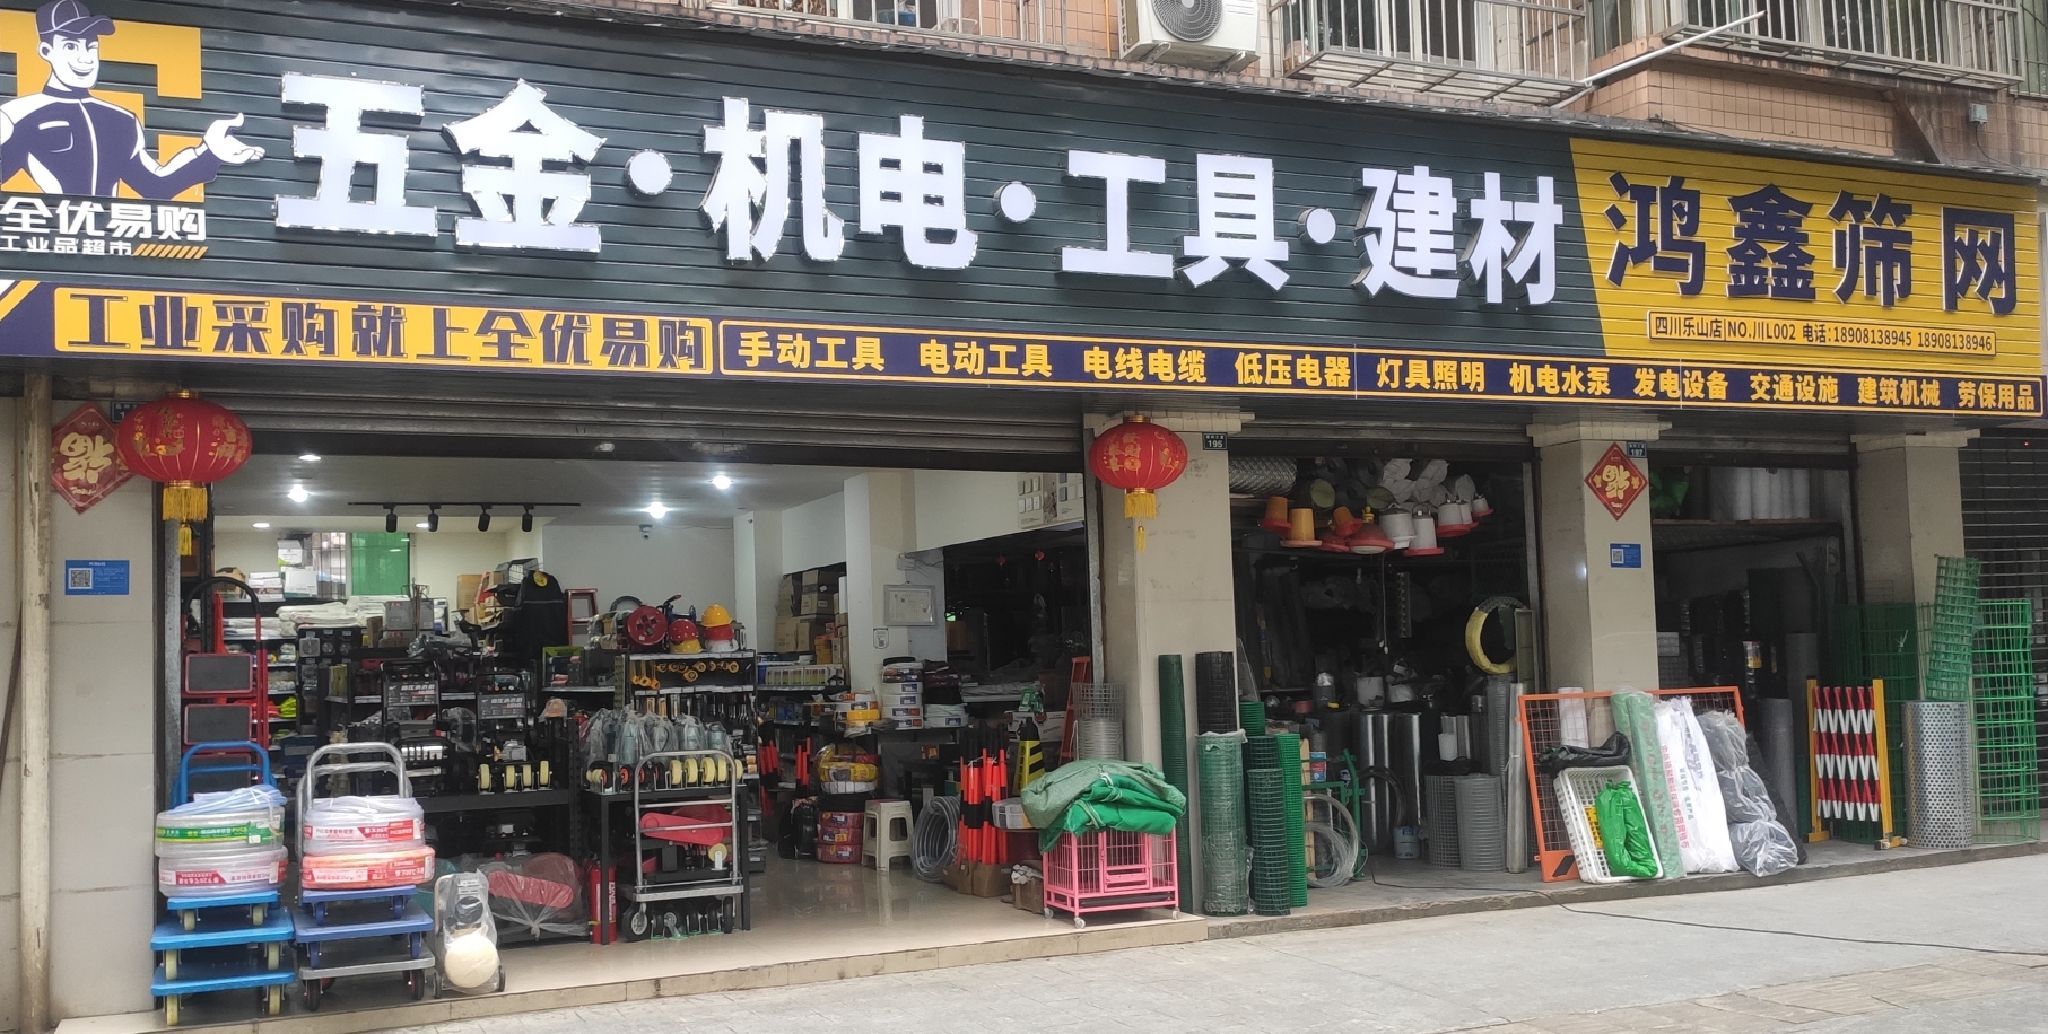 全优易购
工业品超市
五金·机电·工具·建材
鸿鑫筛网
四川乐山店 NO.川L002 电话:18908138945 18908138946
工业采购就上全优易购
手动工具 电动工具 电线电缆 低压电器 灯具照明 机电水泵 发电设备 交通设施 建筑机械 劳保用品
195
197